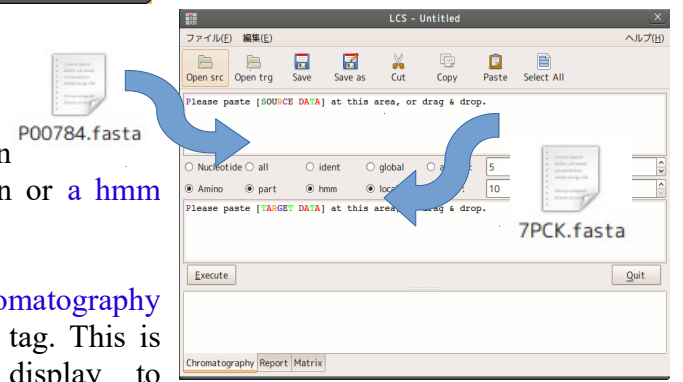 LCS - Untitled
ファイル(F) 編集(E) ヘルプ(H)
Open src Open trg Save Save as Cut Copy Paste Select All
Please paste [SOURCE DATA] at this area, or drag & drop.
P00784.fasta
n
n or a hmm
Nucleotide all ident global 5
Amino part hmm 10
Please paste [TARGET DATA] at this area, drag & drop.
7PCK.fasta
Execute Quit
omatography
tag. This is
display to
Chromatography Report Matrix